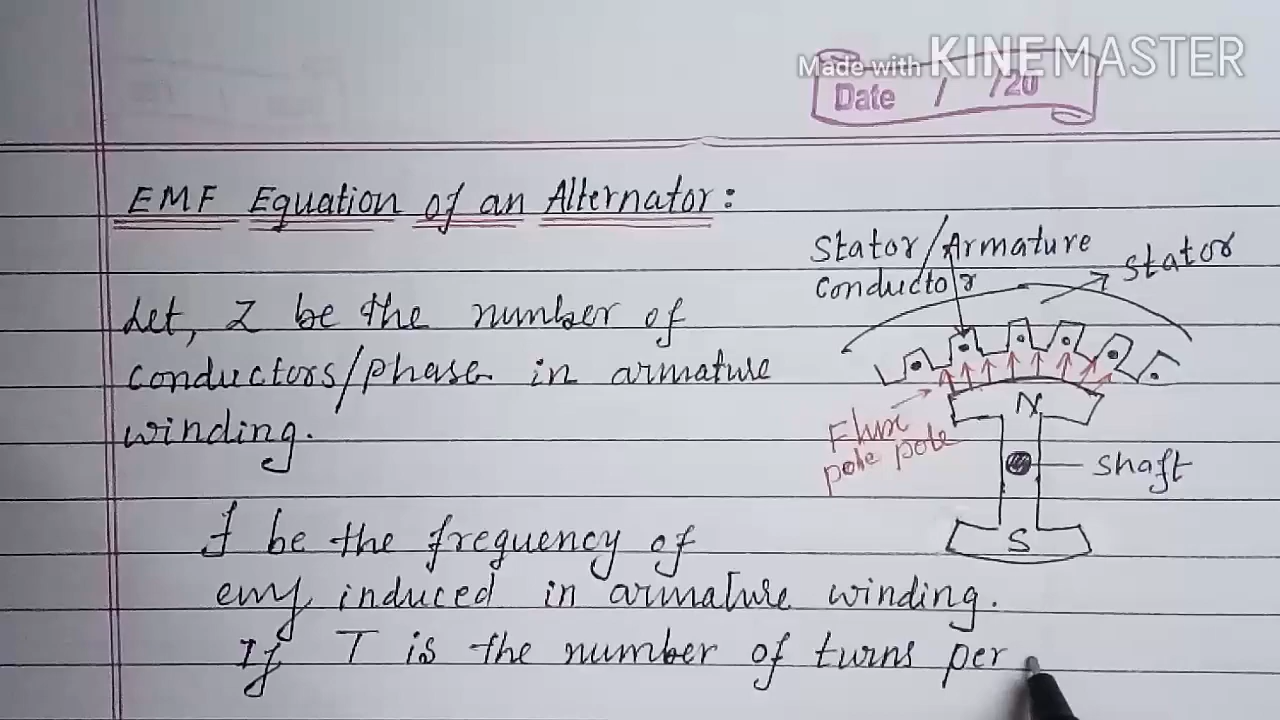 Made with KINEMASTER
Date / /20
EMF Equation of an Alternator:
Stator/Armature
conductor
stator
Let, Z be the number of
conductors/phase in armature
winding.
N
Flux
pole pole
shaft
S
f be the frequency of
emf induced in armature winding.
If T is the number of turns per